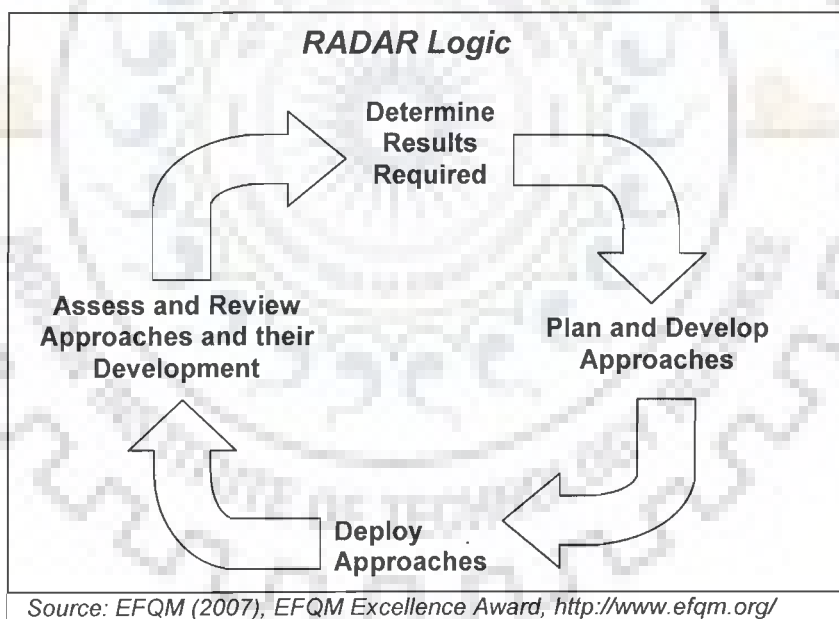 RADAR Logic
Determine
Results
Required
Plan and Develop
Approaches
Deploy
Approaches
Assess and Review
Approaches and their
Development
Source: EFQM (2007), EFQM Excellence Award, http://www.efqm.org/